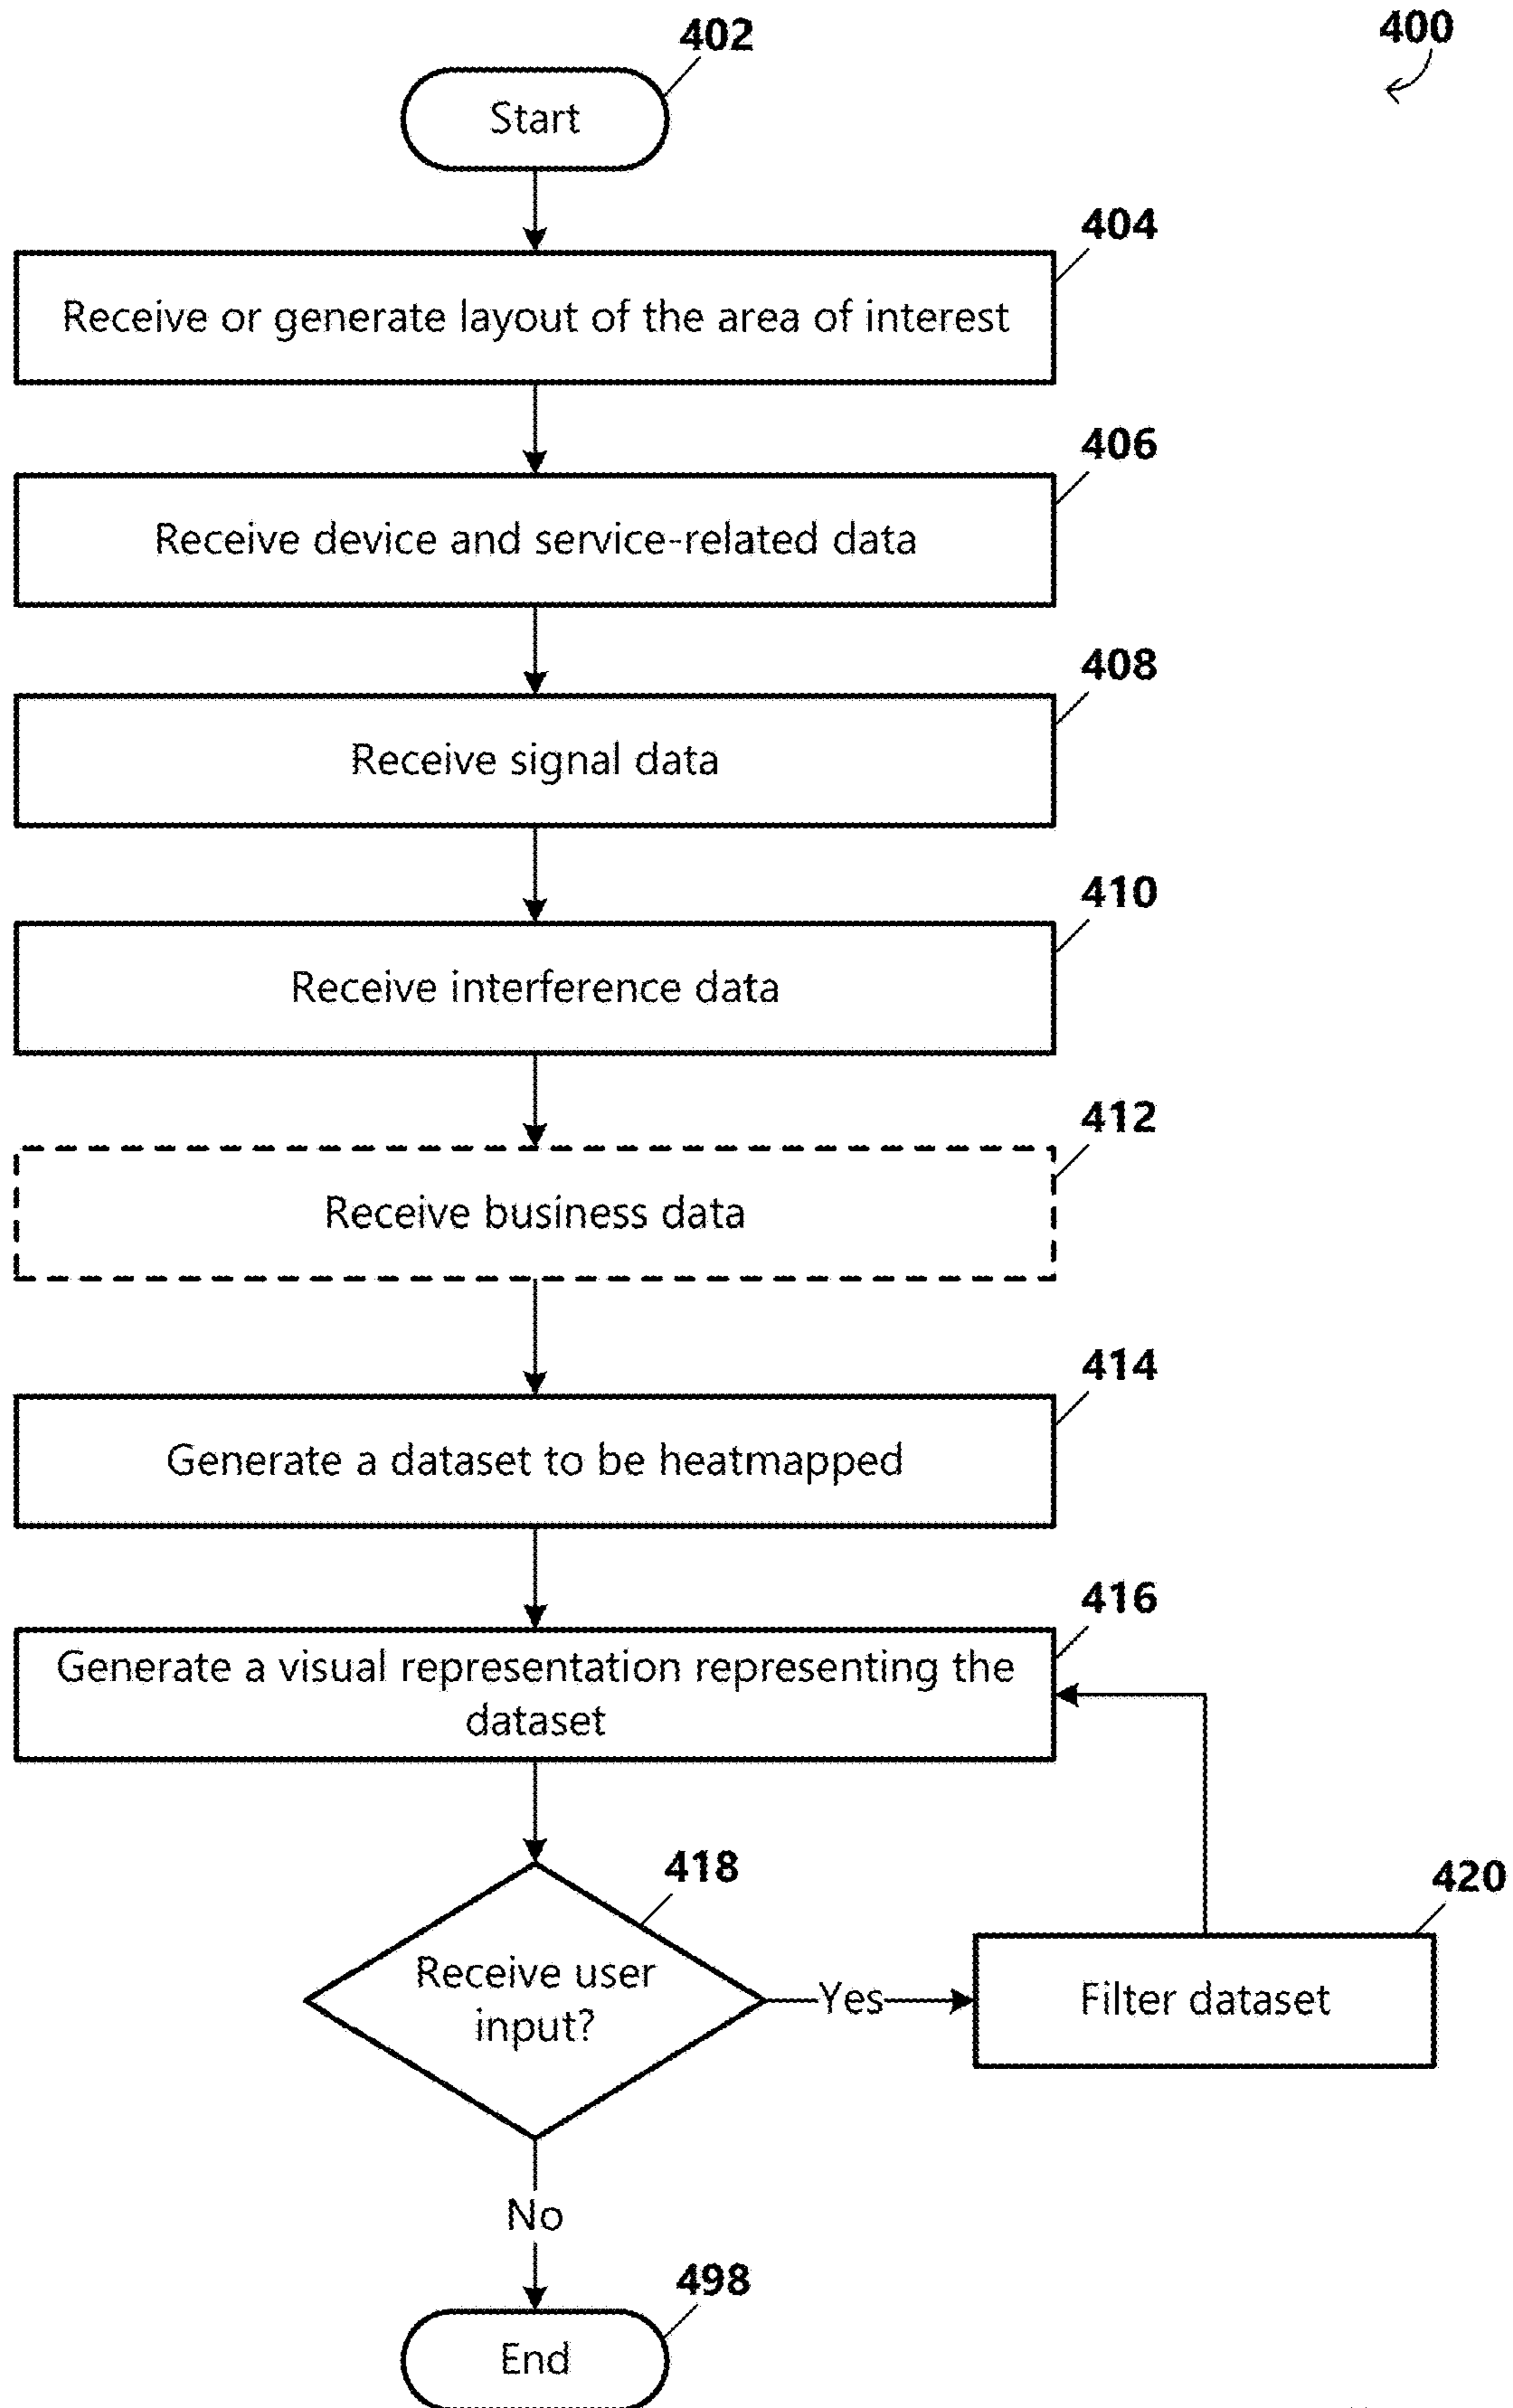 402
400
Start
404
Receive or generate layout of the area of interest
406
Receive device and service-related data
408
Receive signal data
410
Receive interference data
412
Receive business data
414
Generate a dataset to be heatmapped
416
Generate a visual representation representing the
dataset
418
420
Receive user
input?
Yes
Filter dataset
No
498
End